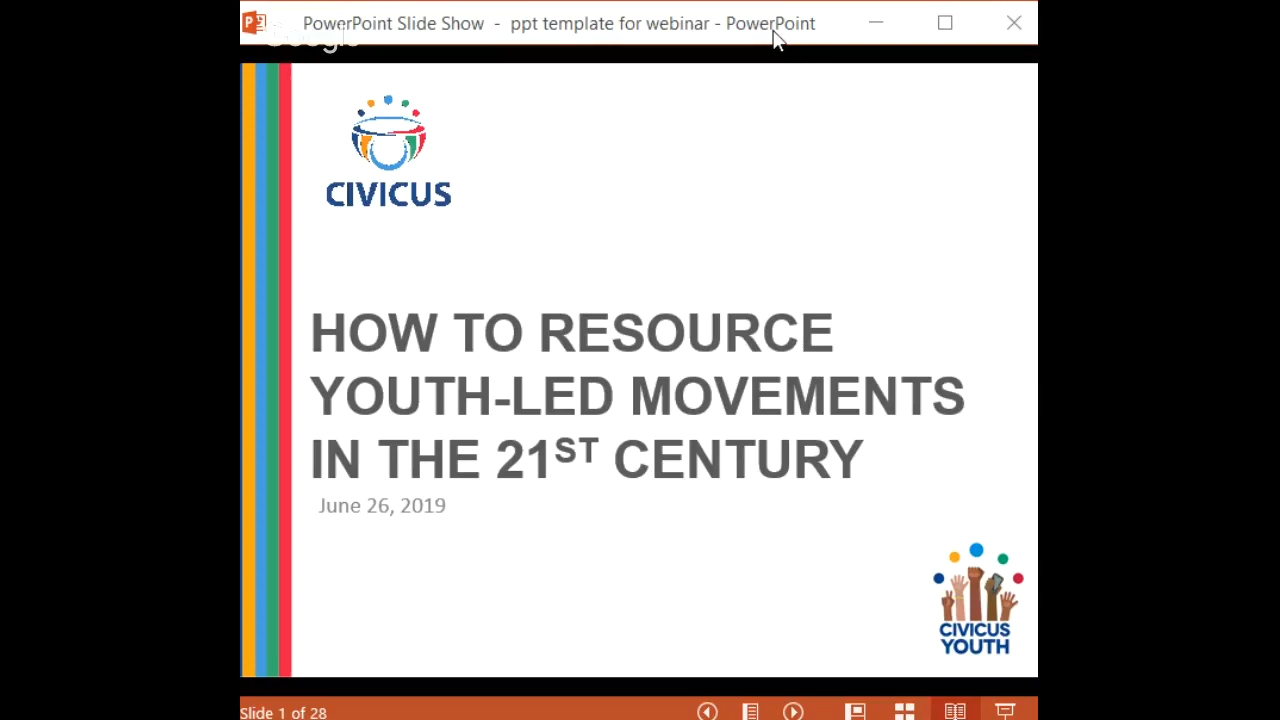 PowerPoint Slide Show - ppt template for webinar - PowerPoint
Google
CIVICUS
HOW TO RESOURCE
YOUTH-LED MOVEMENTS
IN THE 21ST CENTURY
June 26, 2019
CIVICUS
YOUTH
Slide 1 of 28